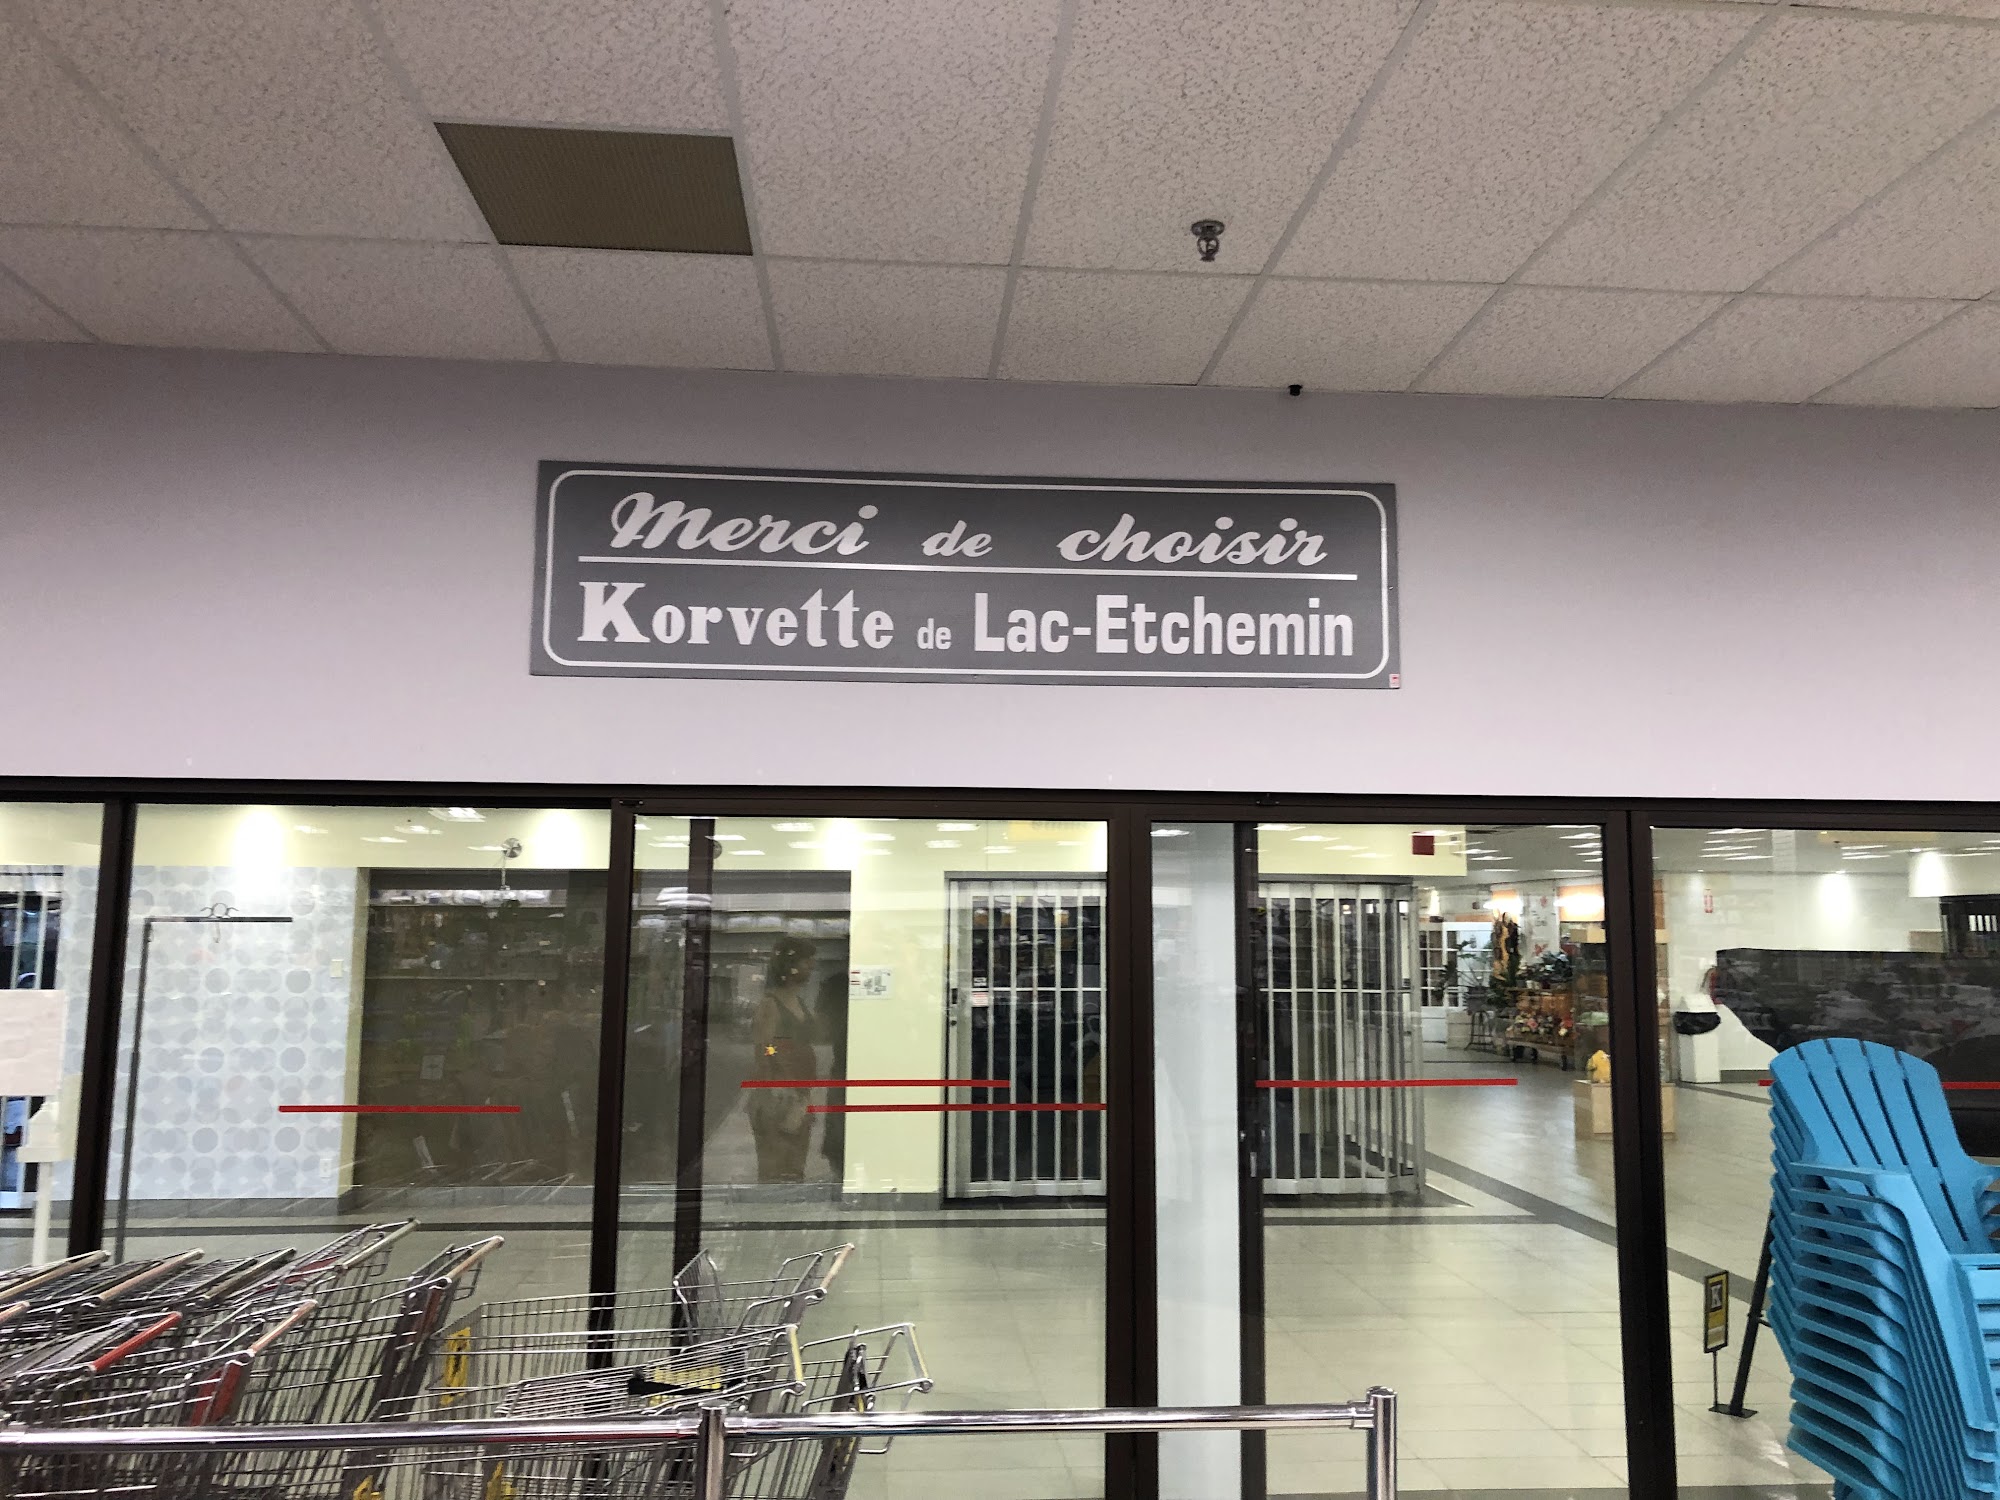 Merci de choisir
Korvette de Lac-Etchemin
K